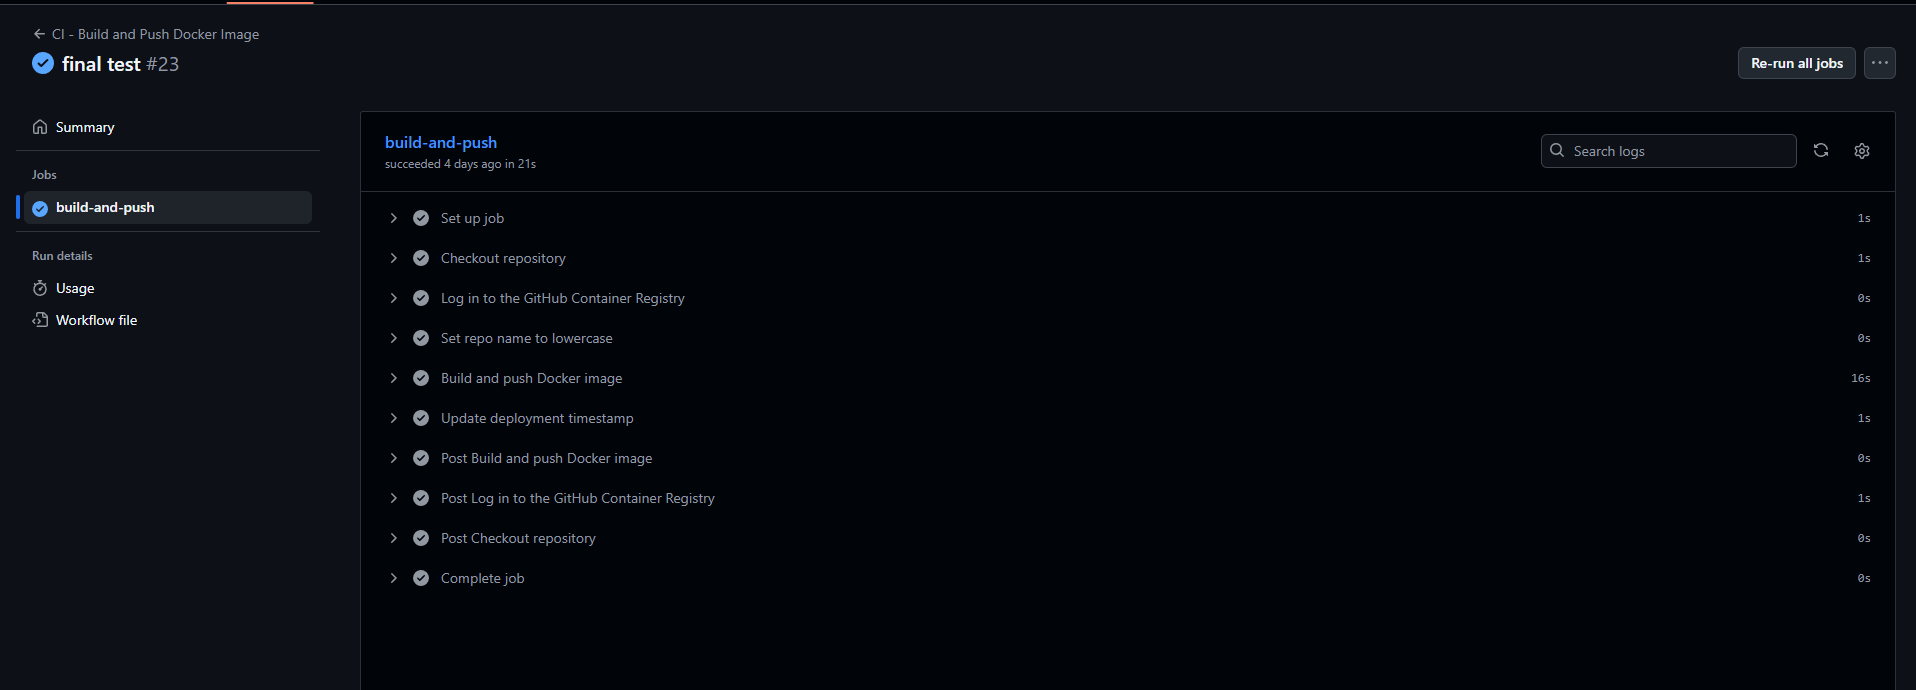 CI - Build and Push Docker Image
final test #23
Re-run all jobs
Summary
Jobs
build-and-push
Run details
Usage
Workflow file
build-and-push
succeeded 4 days ago in 21s
Search logs
Set up job 1s
Checkout repository 1s
Log in to the GitHub Container Registry 0s
Set repo name to lowercase 0s
Build and push Docker image 16s
Update deployment timestamp 1s
Post Build and push Docker image 0s
Post Log in to the GitHub Container Registry 1s
Post Checkout repository 0s
Complete job 0s